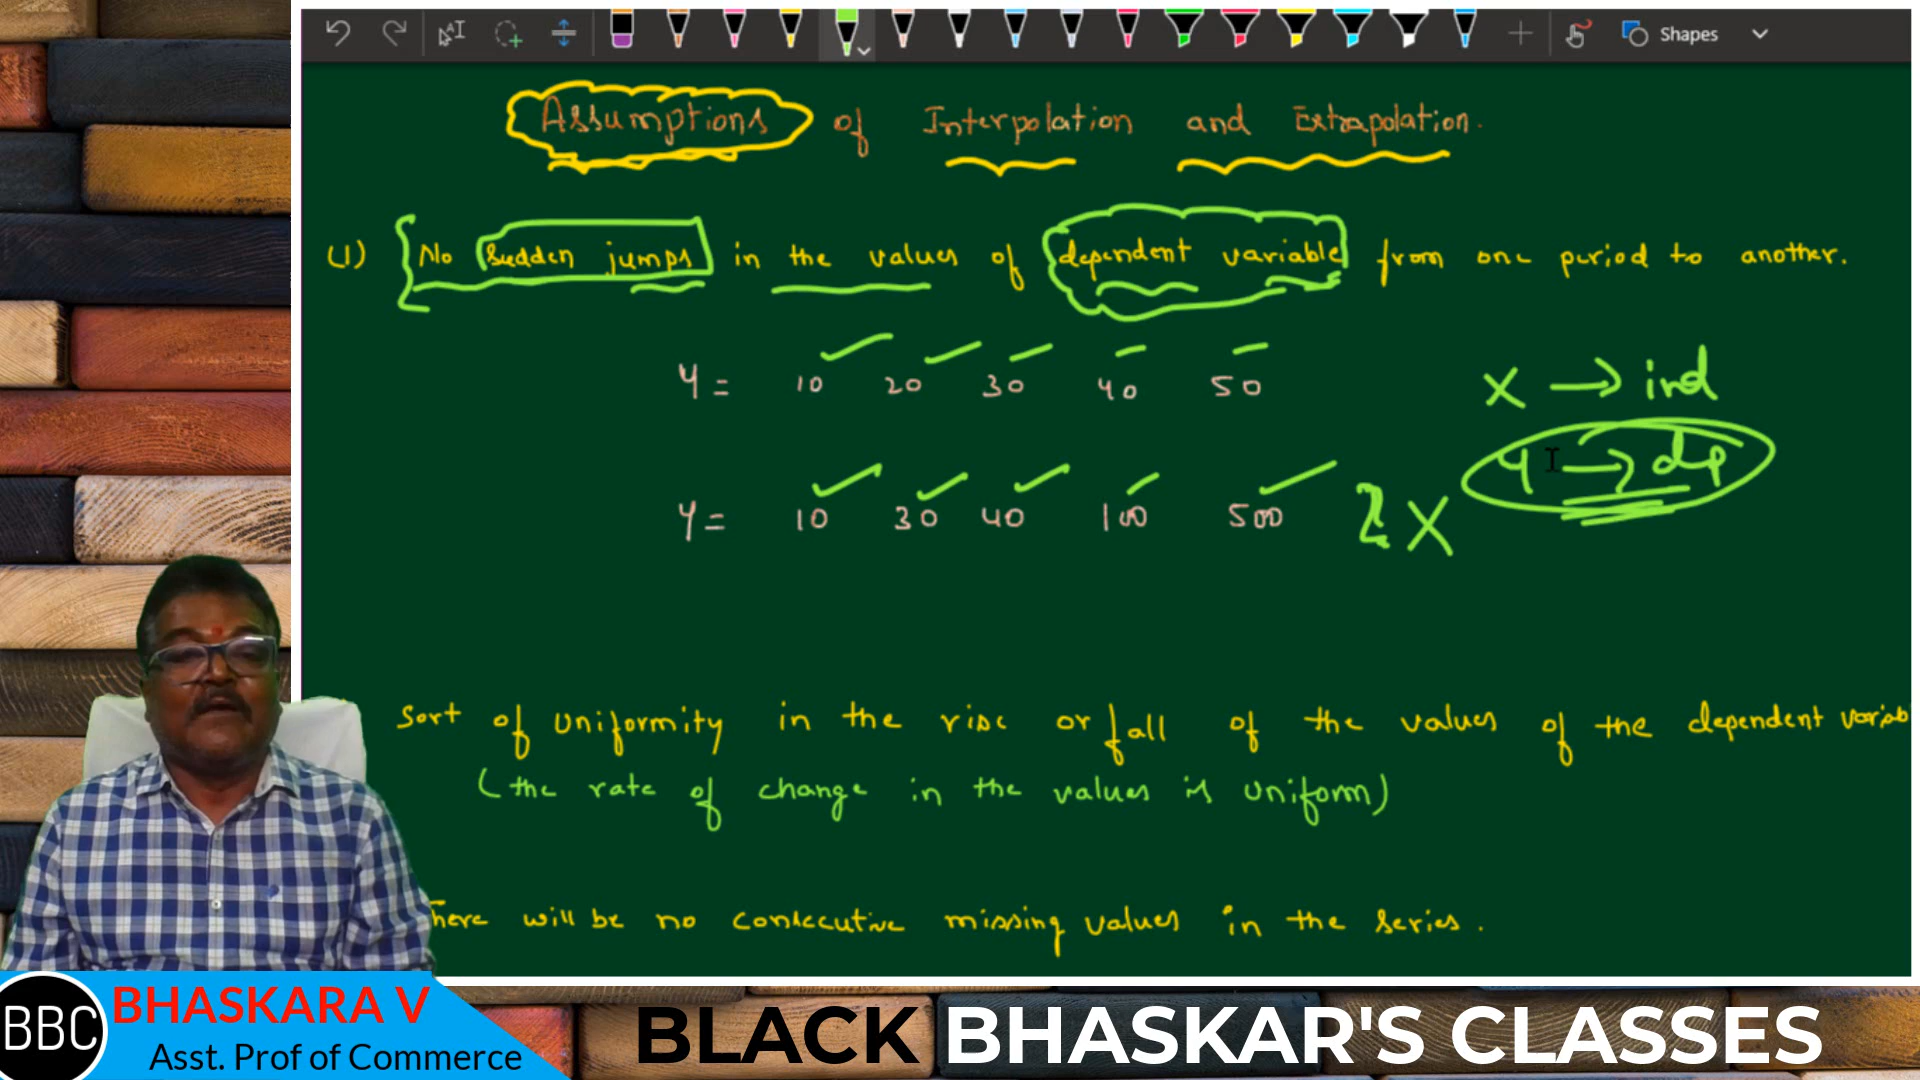 Shapes
Assumptions of Interpolation and Extrapolation.
(1) No sudden jumps in the values of dependent variable from one period to another.
Y = 10 20 30 40 50
X → ind
Y → dp
Y = 10 30 40 100 500 X
Sort of uniformity in the rise or fall of the values of the dependent variab
(the rate of change in the values is uniform)
There will be no consecutive missing values in the series.
BBC
BHASKARA V
Asst. Prof of Commerce
BLACK BHASKAR'S CLASSES